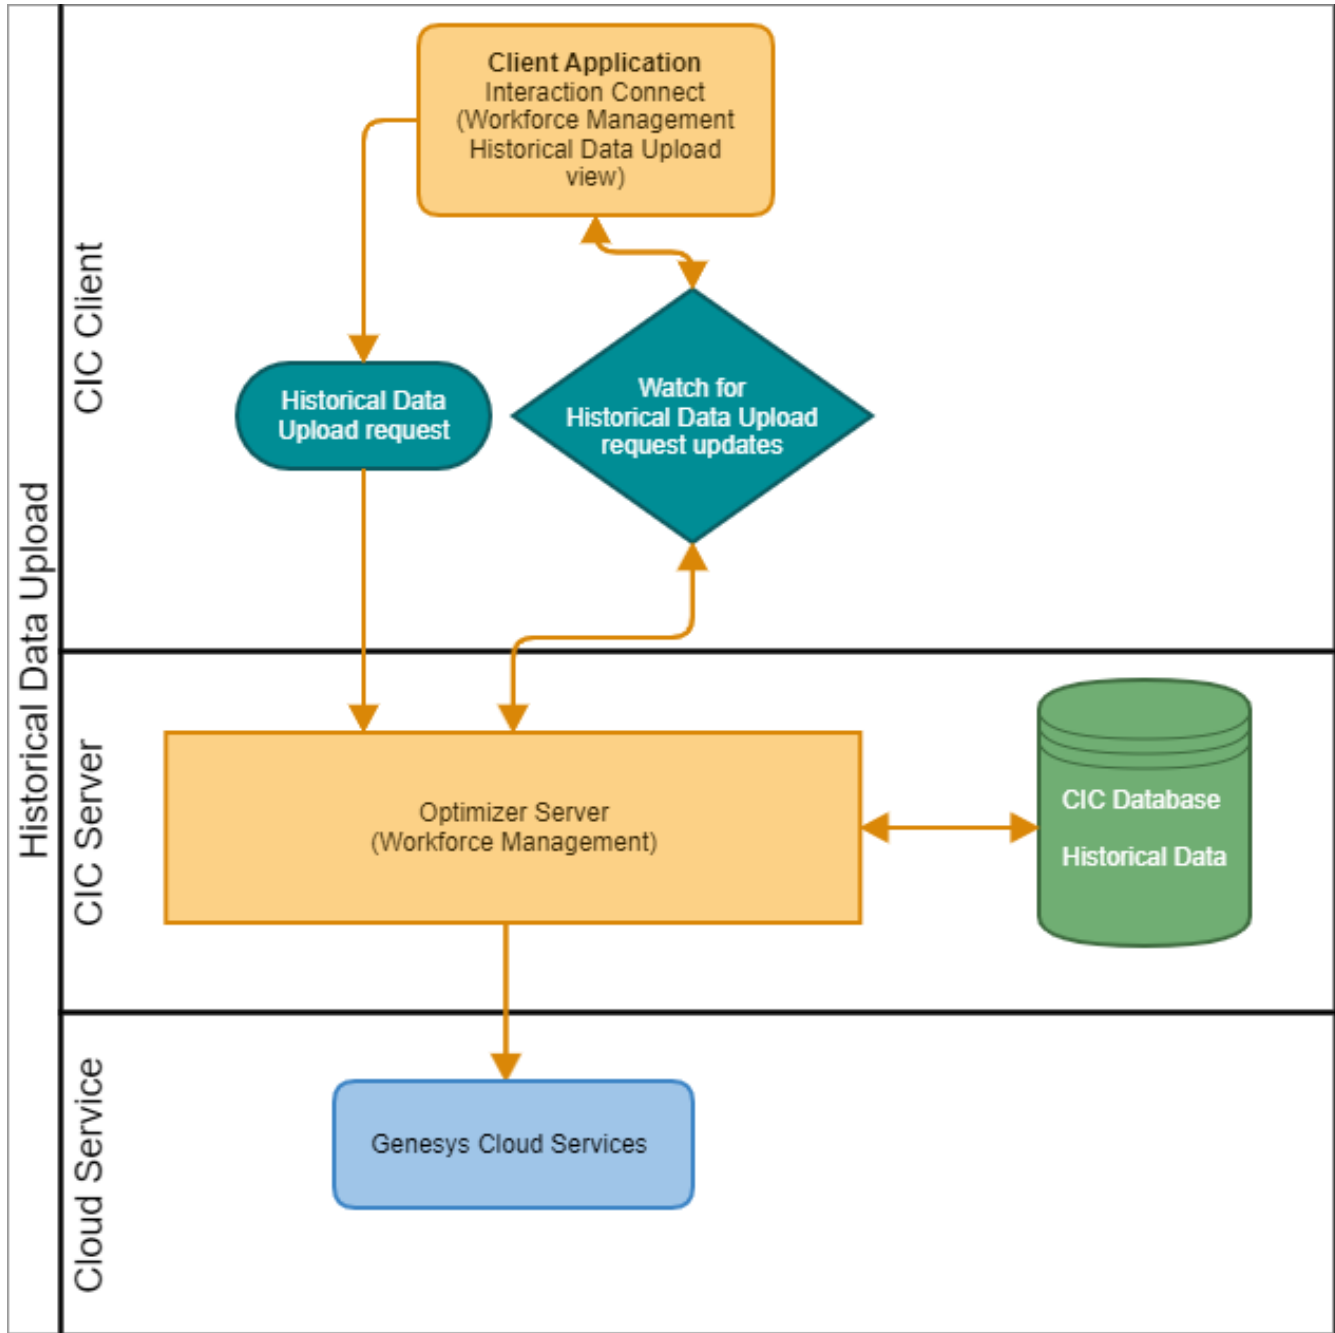 Historical Data Upload
CIC Client
Client Application
Interaction Connect
(Workforce Management
Historical Data Upload
view)
Historical Data
Upload request
Watch for
Historical Data Upload
request updates
CIC Server
Optimizer Server
(Workforce Management)
CIC Database
Historical Data
Cloud Service
Genesys Cloud Services